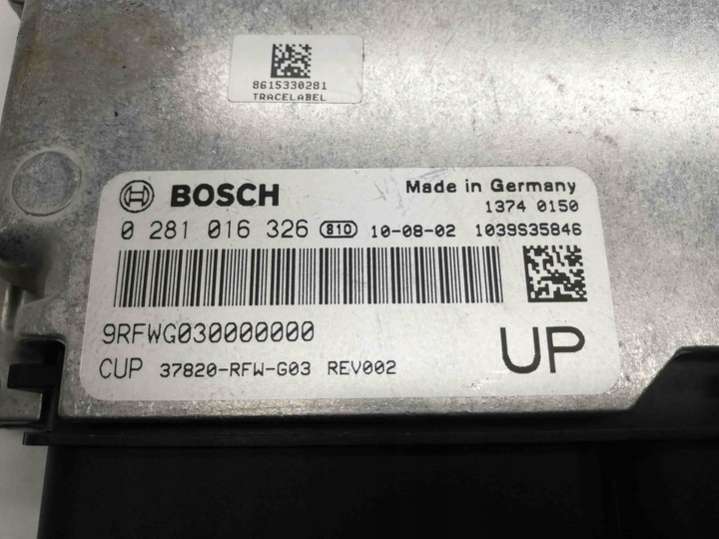 8615330281
TRACELABEL
BOSCH
Made in Germany
1374 0150
0 281 016 326 810 10-08-02 1039S35846
9RFWG030000000
CUP 37820-RFW-G03 REV002
UP